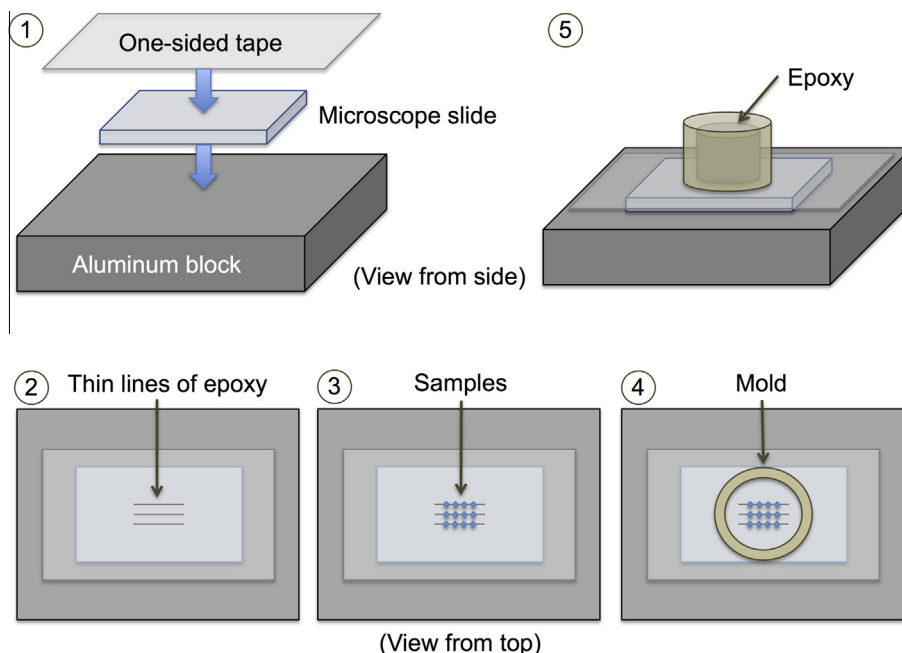 1
One-sided tape
Microscope slide
Aluminum block
(View from side)
5
Epoxy
2
Thin lines of epoxy
3
Samples
4
Mold
(View from top)